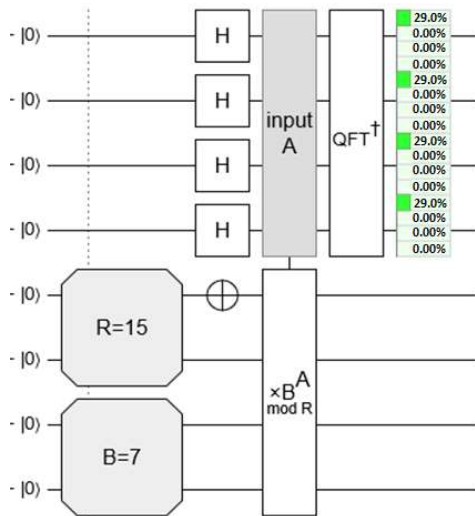 - |0⟩ H
- |0⟩ H
- |0⟩ H
- |0⟩ H
- |0⟩
- |0⟩
- |0⟩
- |0⟩
R=15
B=7
input
A
×B^A
mod R
QFT†
29.0%
0.00%
0.00%
0.00%
29.0%
0.00%
0.00%
0.00%
29.0%
0.00%
0.00%
0.00%
29.0%
0.00%
0.00%
0.00%